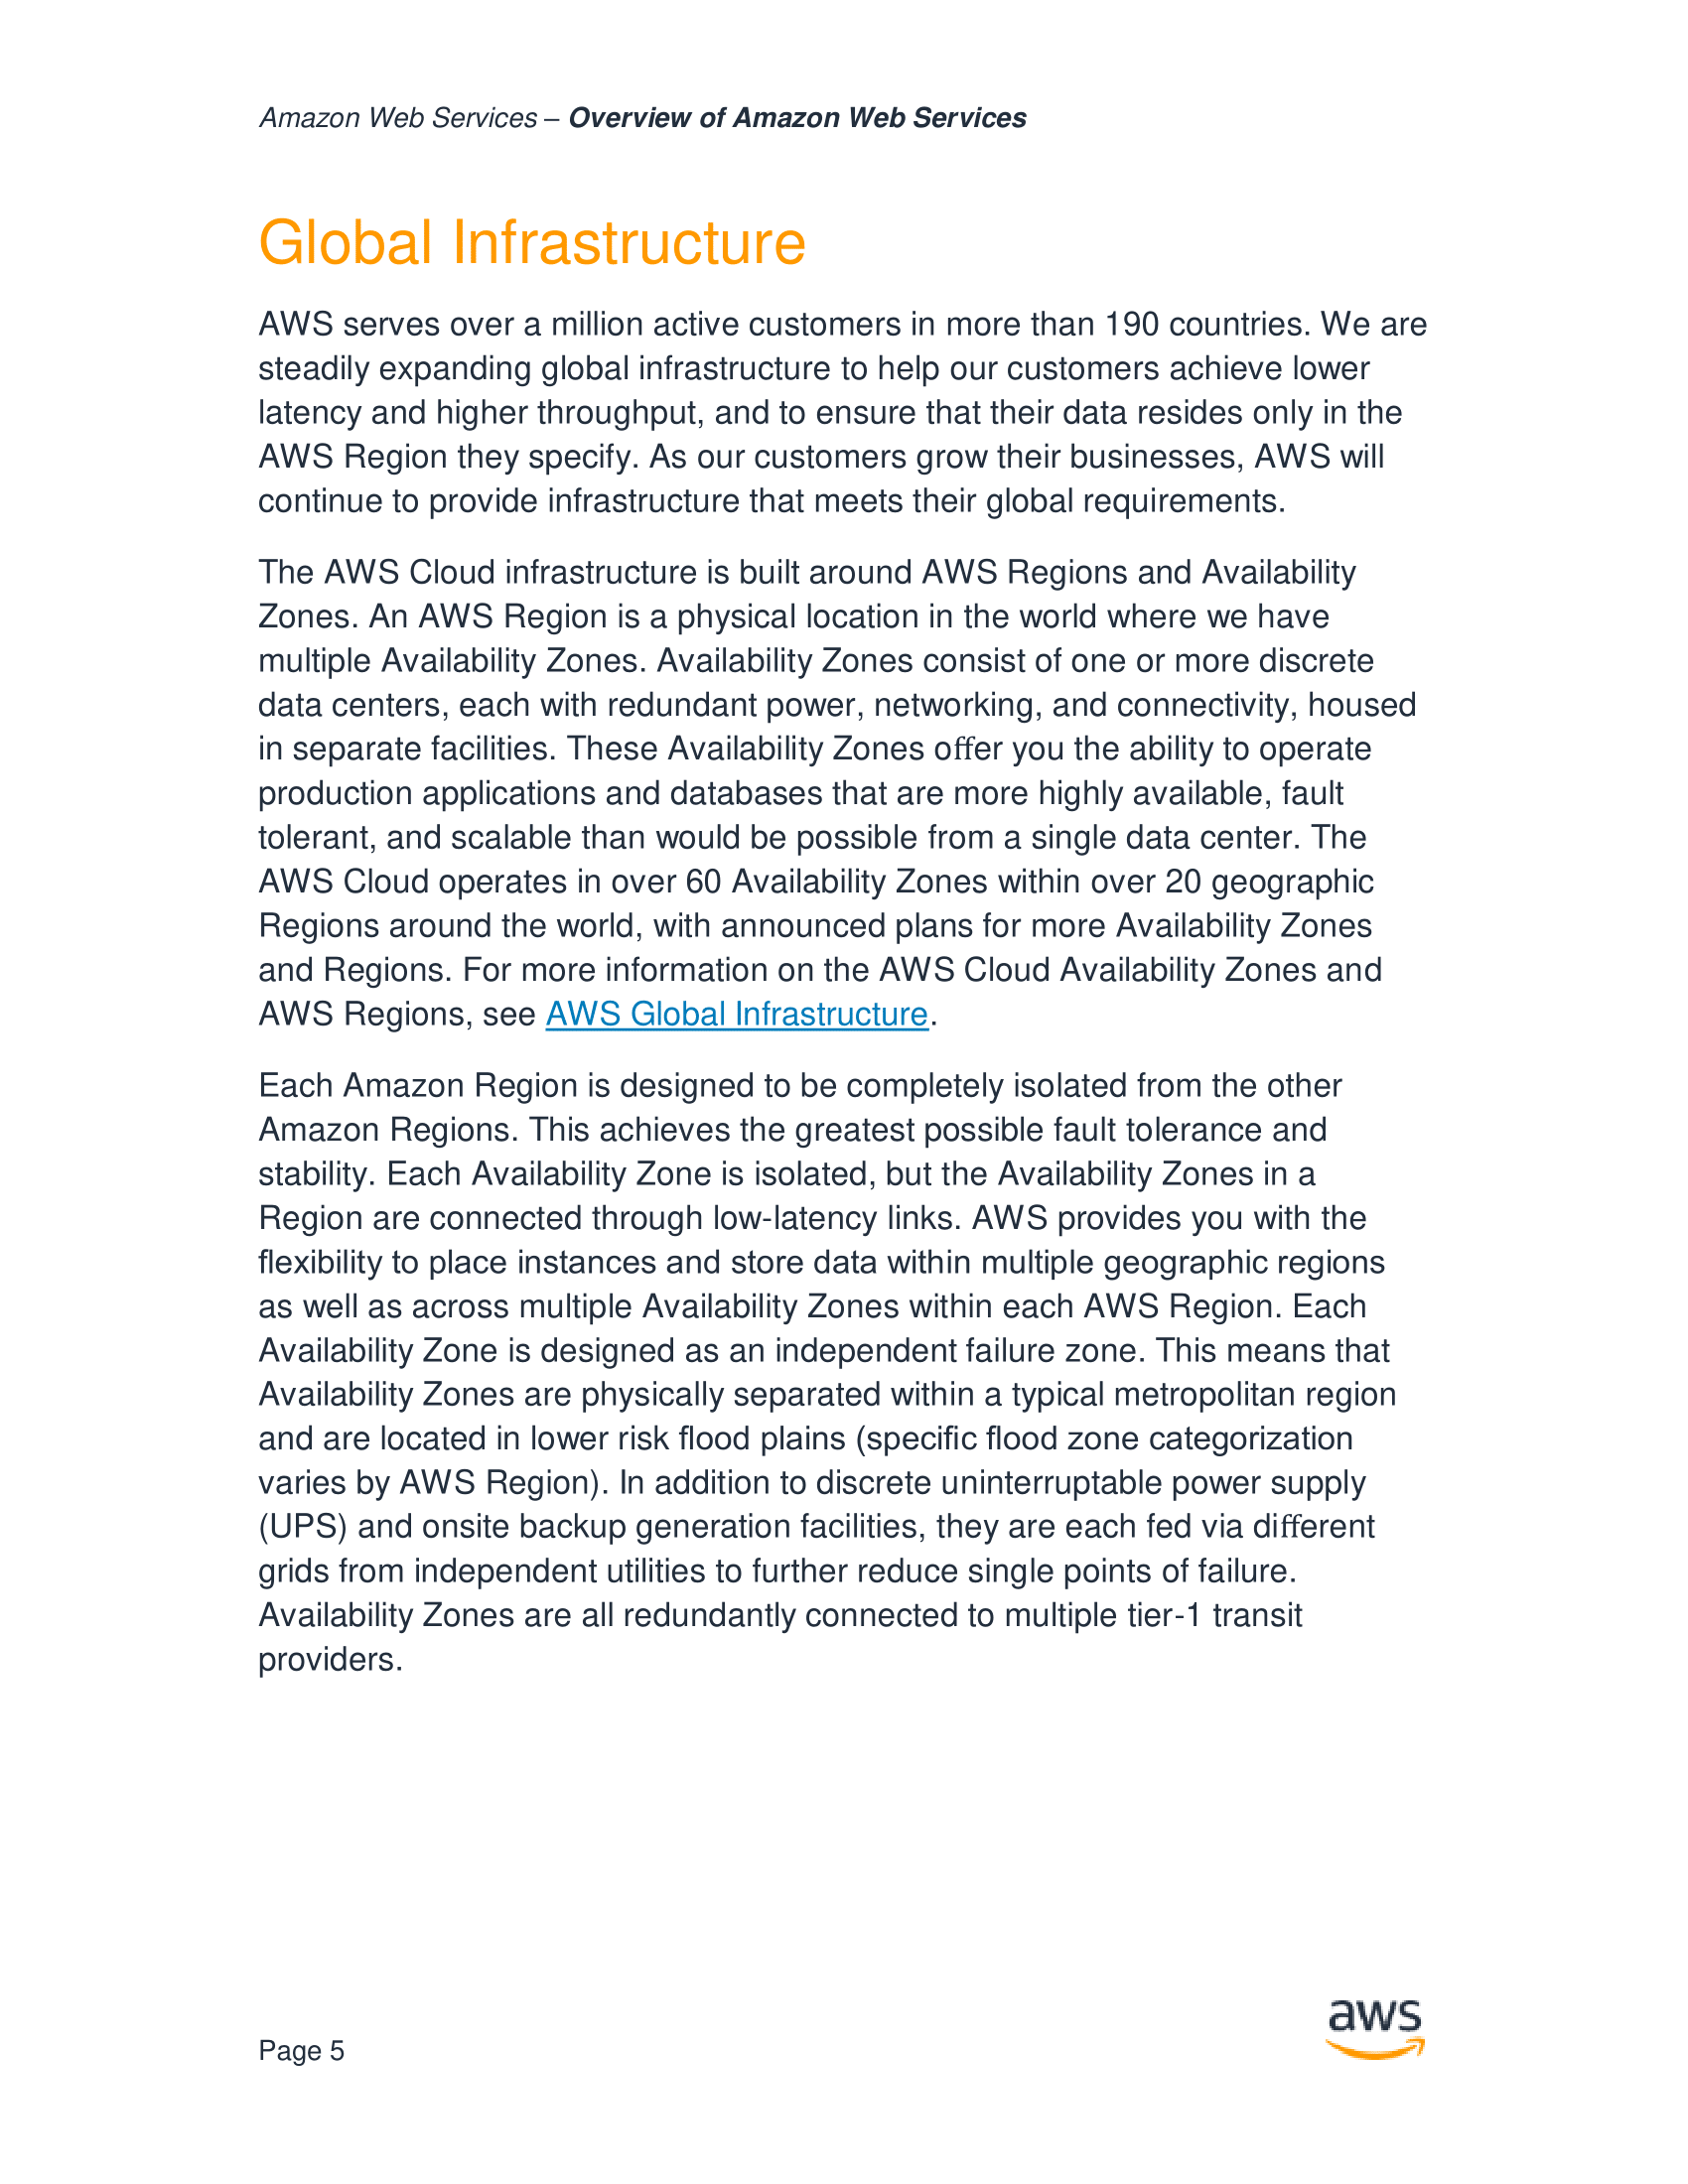 Amazon Web Services – Overview of Amazon Web Services
Global Infrastructure
AWS serves over a million active customers in more than 190 countries. We are
steadily expanding global infrastructure to help our customers achieve lower
latency and higher throughput, and to ensure that their data resides only in the
AWS Region they specify. As our customers grow their businesses, AWS will
continue to provide infrastructure that meets their global requirements.
The AWS Cloud infrastructure is built around AWS Regions and Availability
Zones. An AWS Region is a physical location in the world where we have
multiple Availability Zones. Availability Zones consist of one or more discrete
data centers, each with redundant power, networking, and connectivity, housed
in separate facilities. These Availability Zones offer you the ability to operate
production applications and databases that are more highly available, fault
tolerant, and scalable than would be possible from a single data center. The
AWS Cloud operates in over 60 Availability Zones within over 20 geographic
Regions around the world, with announced plans for more Availability Zones
and Regions. For more information on the AWS Cloud Availability Zones and
AWS Regions, see AWS Global Infrastructure.
Each Amazon Region is designed to be completely isolated from the other
Amazon Regions. This achieves the greatest possible fault tolerance and
stability. Each Availability Zone is isolated, but the Availability Zones in a
Region are connected through low-latency links. AWS provides you with the
flexibility to place instances and store data within multiple geographic regions
as well as across multiple Availability Zones within each AWS Region. Each
Availability Zone is designed as an independent failure zone. This means that
Availability Zones are physically separated within a typical metropolitan region
and are located in lower risk flood plains (specific flood zone categorization
varies by AWS Region). In addition to discrete uninterruptable power supply
(UPS) and onsite backup generation facilities, they are each fed via different
grids from independent utilities to further reduce single points of failure.
Availability Zones are all redundantly connected to multiple tier-1 transit
providers.
aws
Page 5